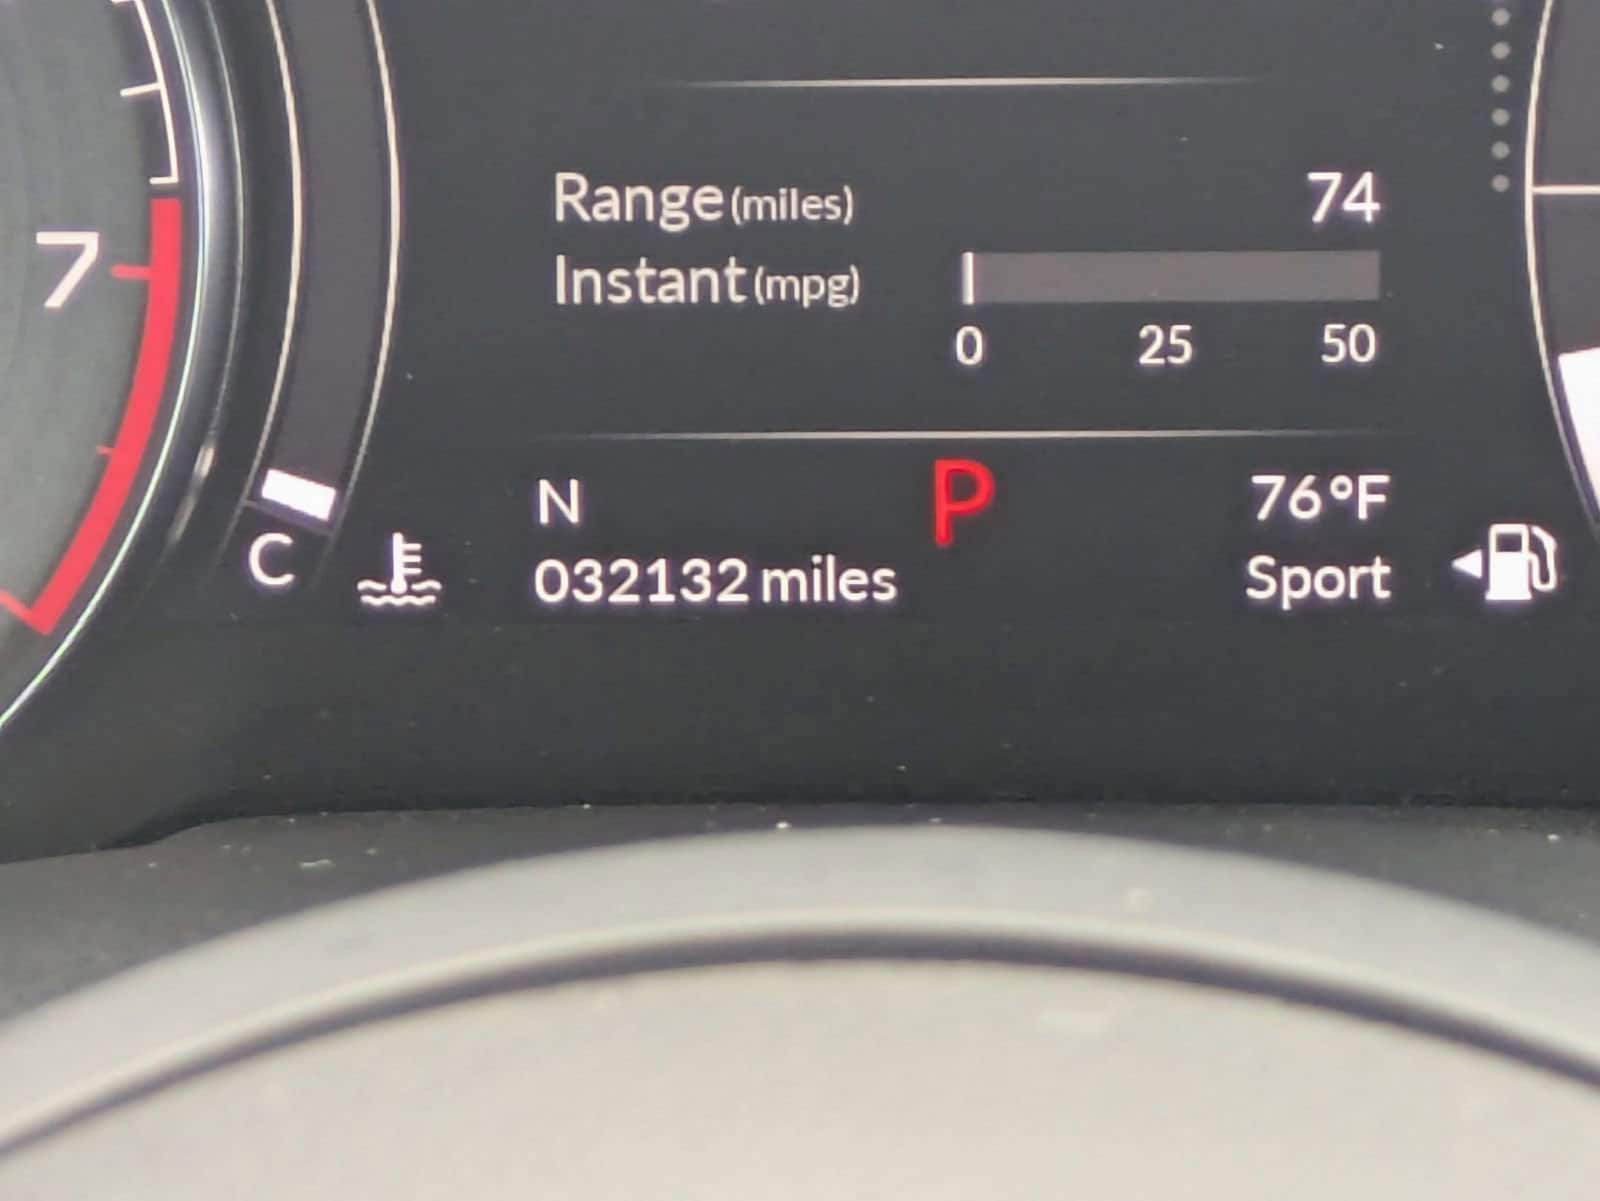 7
Range (miles) 74
Instant (mpg)
0 25 50
N P 76°F
C
032132 miles Sport